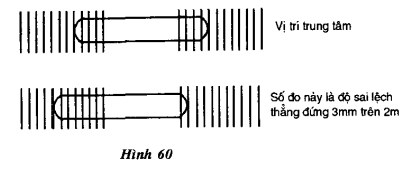 Vị trí trung tâm
Số đo này là độ sai lệch
thẳng đứng 3mm trên 2m
Hình 60